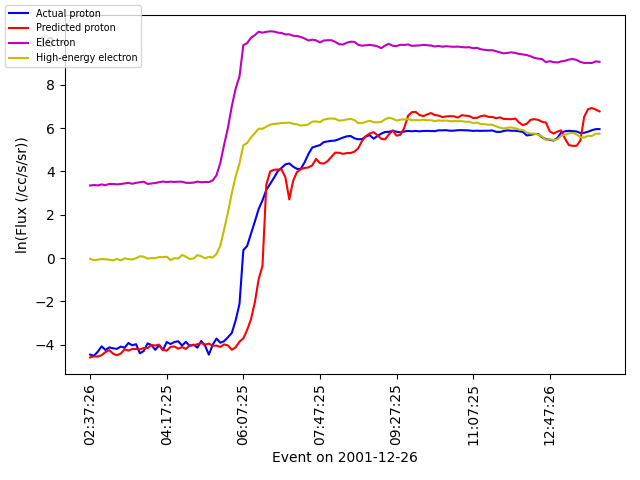 Actual proton
Predicted proton
Electron
High-energy electron
8
6
4
2
0
−2
−4
ln(Flux (/cc/s/sr))
02:37:26
04:17:25
06:07:25
07:47:25
09:27:25
11:07:25
12:47:26
Event on 2001-12-26